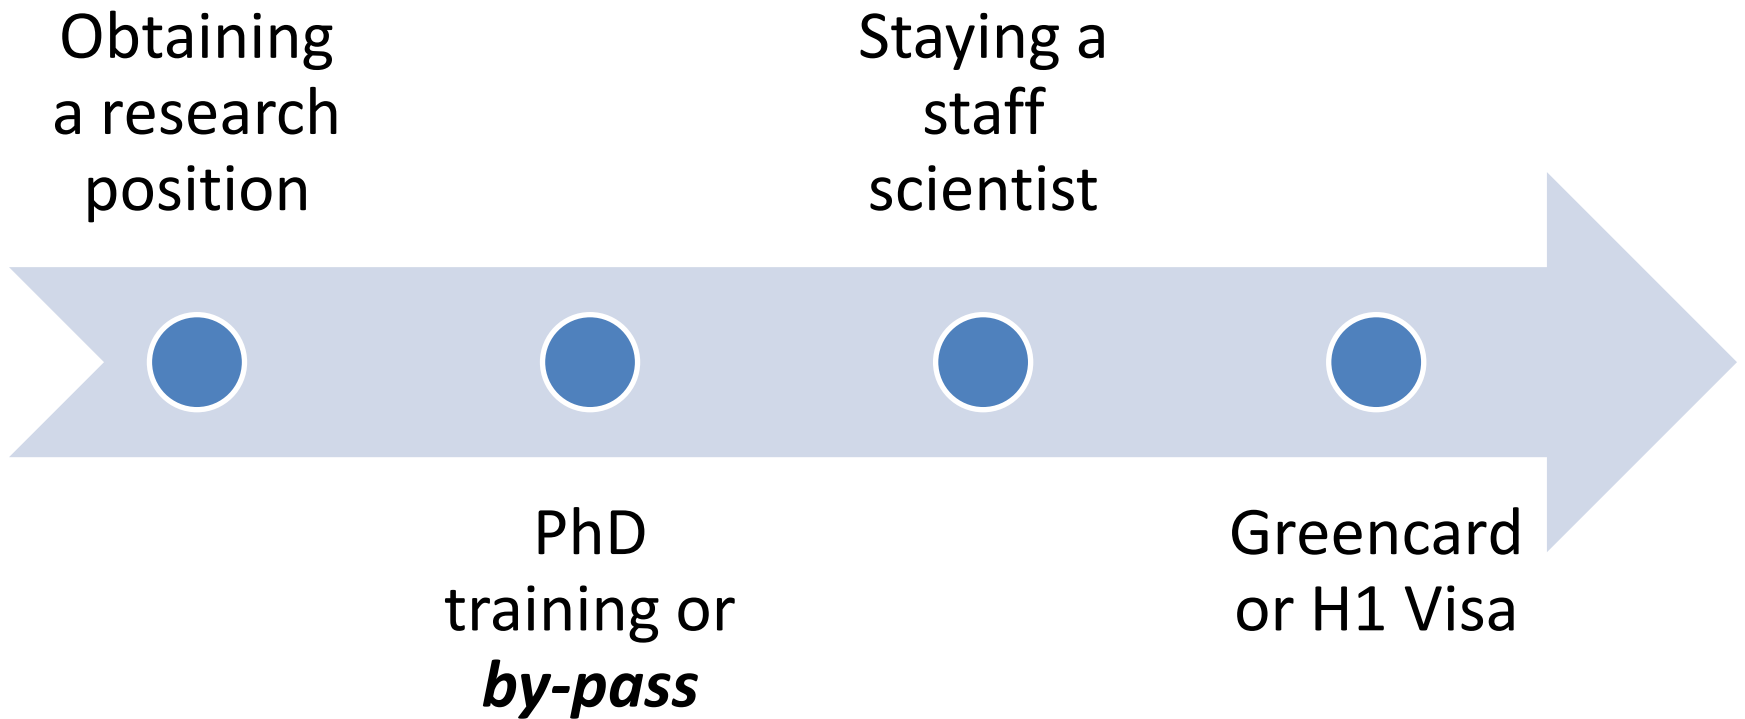 Obtaining
a research
position
PhD
training or
by-pass
Staying a
staff
scientist
Greencard
or H1 Visa